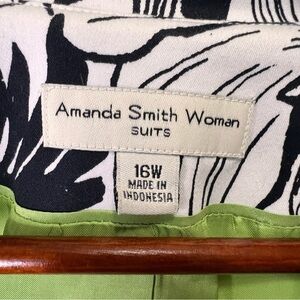 Amanda Smith Woman
SUITS
16W
MADE IN
INDONESIA